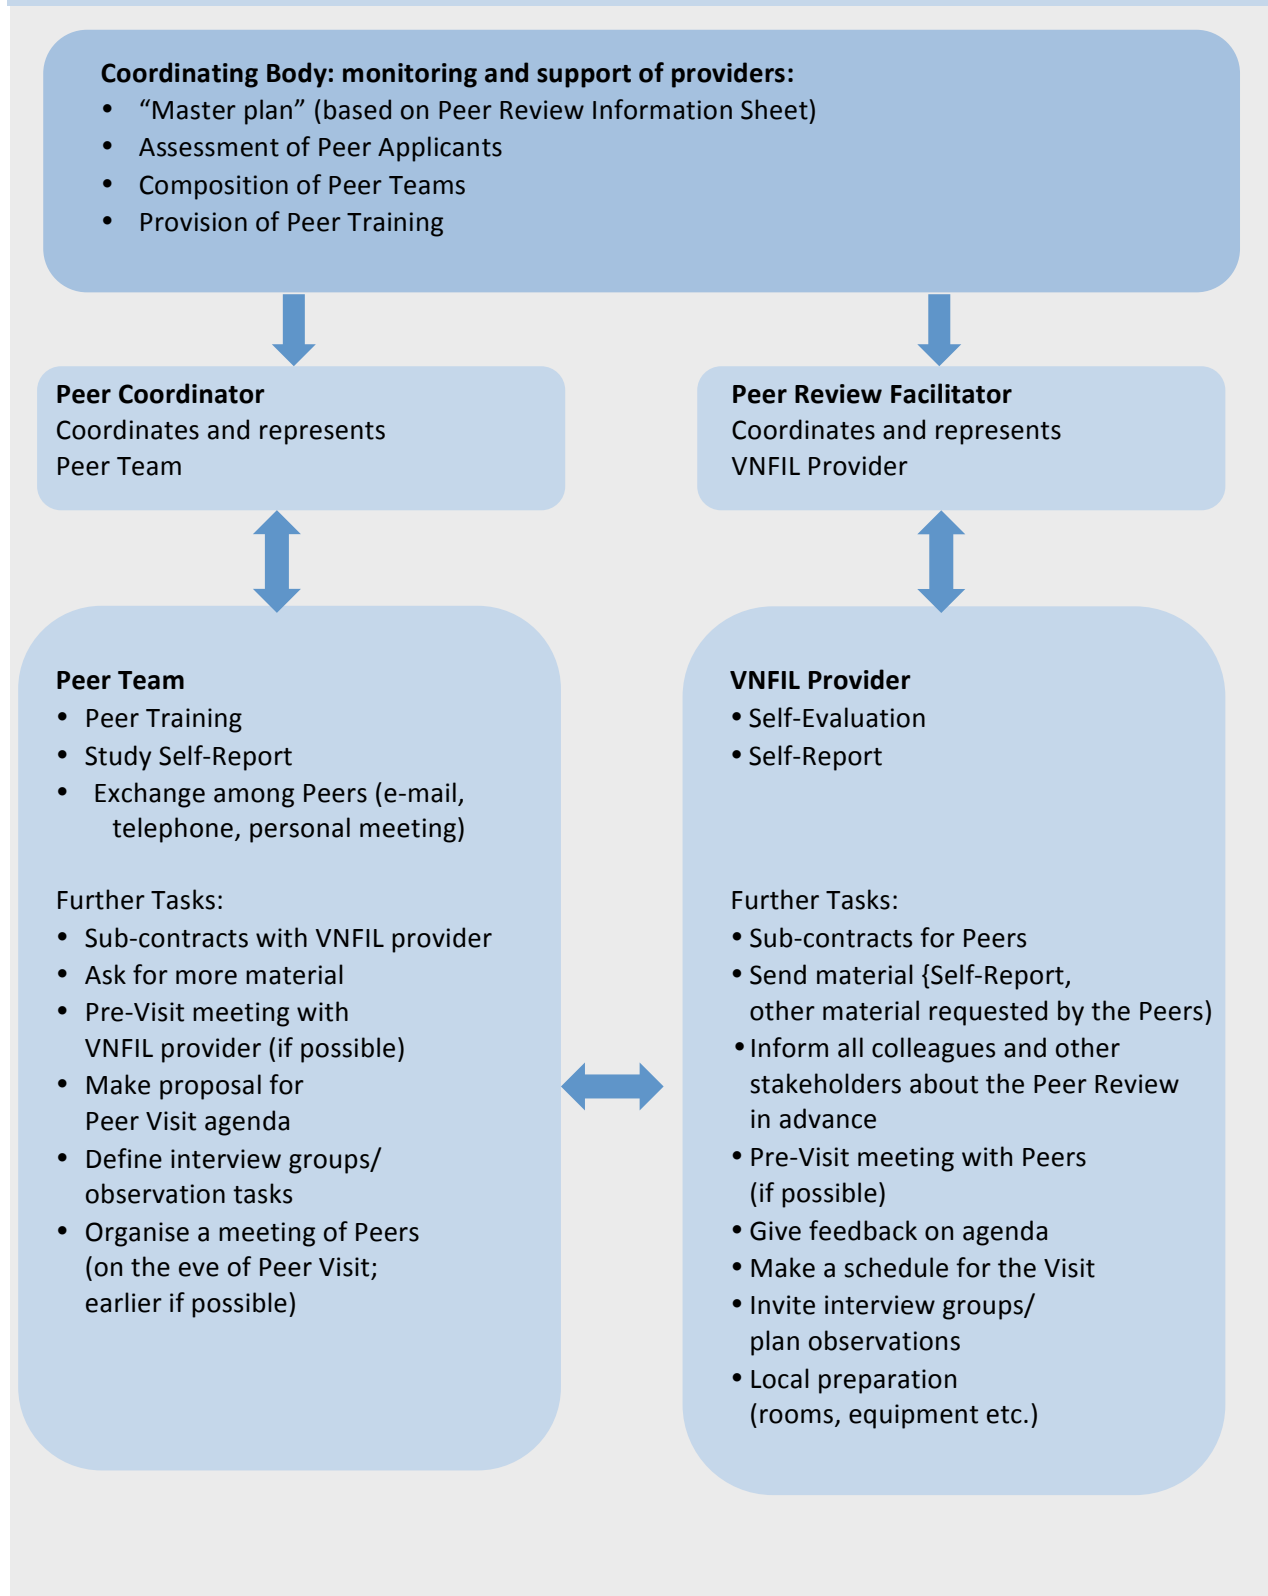 Coordinating Body: monitoring and support of providers:
• “Master plan” (based on Peer Review Information Sheet)
• Assessment of Peer Applicants
• Composition of Peer Teams
• Provision of Peer Training
Peer Coordinator
Coordinates and represents
Peer Team
Peer Review Facilitator
Coordinates and represents
VNFIL Provider
Peer Team
• Peer Training
• Study Self-Report
• Exchange among Peers (e-mail,
telephone, personal meeting)
Further Tasks:
• Sub-contracts with VNFIL provider
• Ask for more material
• Pre-Visit meeting with
VNFIL provider (if possible)
• Make proposal for
Peer Visit agenda
• Define interview groups/
observation tasks
• Organise a meeting of Peers
(on the eve of Peer Visit;
earlier if possible)
VNFIL Provider
• Self-Evaluation
• Self-Report
Further Tasks:
• Sub-contracts for Peers
• Send material {Self-Report,
other material requested by the Peers)
• Inform all colleagues and other
stakeholders about the Peer Review
in advance
• Pre-Visit meeting with Peers
(if possible)
• Give feedback on agenda
• Make a schedule for the Visit
• Invite interview groups/
plan observations
• Local preparation
(rooms, equipment etc.)